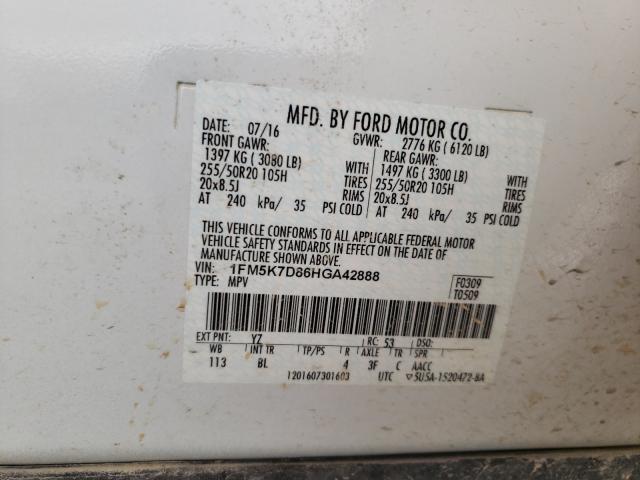 MFD. BY FORD MOTOR CO.
DATE: 07/16 GVWR: 2776 KG ( 6120 LB)
FRONT GAWR: REAR GAWR:
1397 KG ( 3080 LB) WITH 1497 KG ( 3300 LB) WITH
255/50R20 105H TIRES 255/50R20 105H TIRES
20x8.5J RIMS 20x8.5J RIMS
AT 240 kPa/ 35 PSI COLD AT 240 kPa/ 35 PSI COLD
THIS VEHICLE CONFORMS TO ALL APPLICABLE FEDERAL MOTOR
VEHICLE SAFETY STANDARDS IN EFFECT ON THE DATE OF
MANUFACTURE SHOWN ABOVE.
VIN: 1FM5K7D86HGA42888 F0309
TYPE: MPV T0509
EXT PNT: YZ RC: 53 DSO:
WB INT TR TP/PS R AXLE TR SPR
113 BL 4 3F C AACC
1201607301603 UTC ▽5U5A-1520472-BA